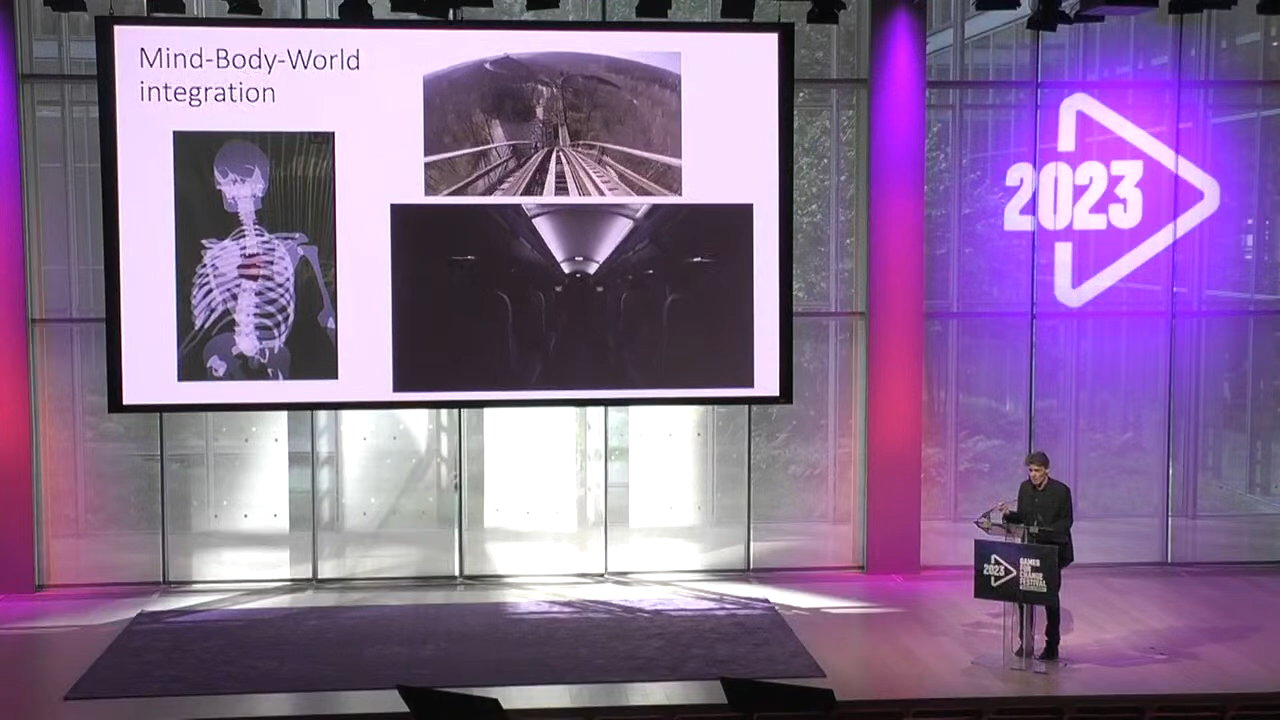 Mind-Body-World
integration
2023
2023
GAMES
FOR
CHANGE
FESTIVAL